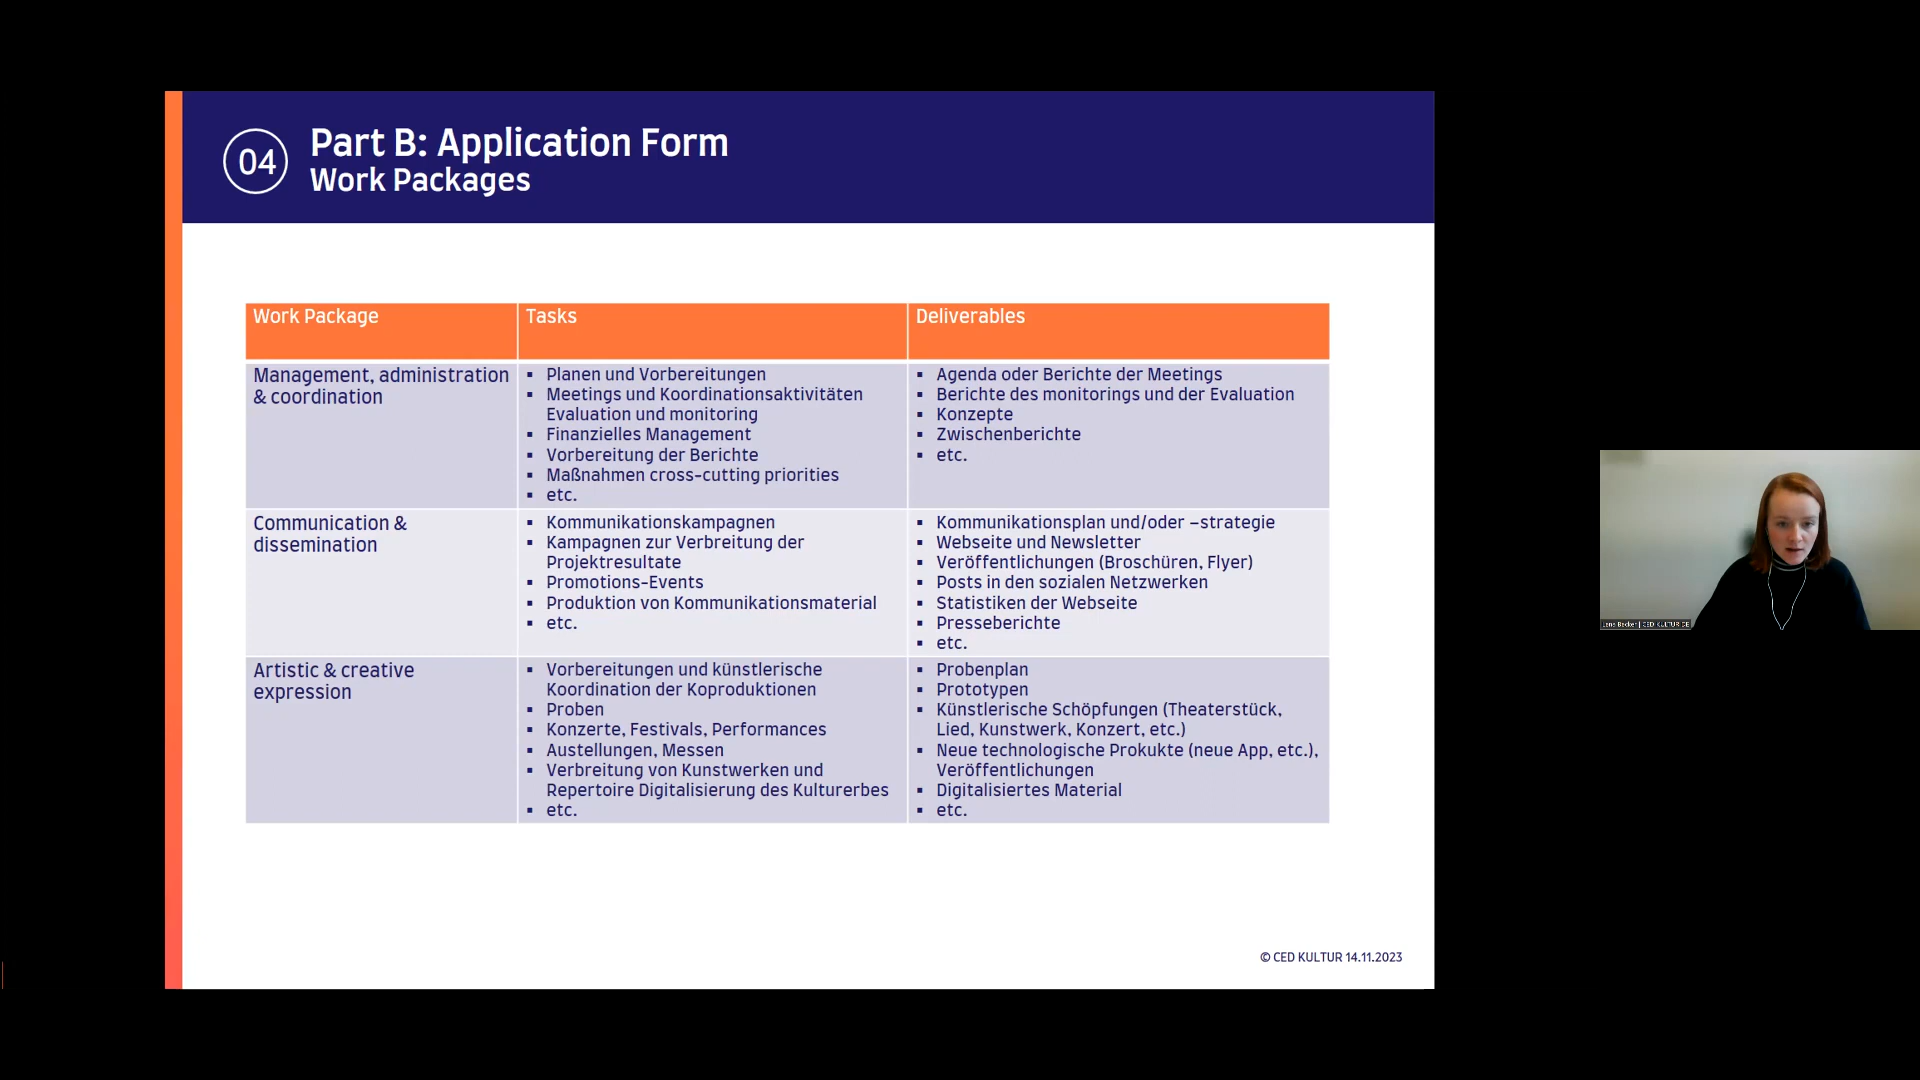 04
Part B: Application Form
Work Packages
Work Package
Tasks
Deliverables
Management, administration
& coordination
▪ Planen und Vorbereitungen
▪ Meetings und Koordinationsaktivitäten
Evaluation und monitoring
▪ Finanzielles Management
▪ Vorbereitung der Berichte
▪ Maßnahmen cross-cutting priorities
▪ etc.
▪ Agenda oder Berichte der Meetings
▪ Berichte des monitorings und der Evaluation
▪ Konzepte
▪ Zwischenberichte
▪ etc.
Communication &
dissemination
▪ Kommunikationskampagnen
▪ Kampagnen zur Verbreitung der
Projektresultate
▪ Promotions-Events
▪ Produktion von Kommunikationsmaterial
▪ etc.
▪ Kommunikationsplan und/oder –strategie
▪ Webseite und Newsletter
▪ Veröffentlichungen (Broschüren, Flyer)
▪ Posts in den sozialen Netzwerken
▪ Statistiken der Webseite
▪ Presseberichte
▪ etc.
Artistic & creative
expression
▪ Vorbereitungen und künstlerische
Koordination der Koproduktionen
▪ Proben
▪ Konzerte, Festivals, Performances
▪ Austellungen, Messen
▪ Verbreitung von Kunstwerken und
Repertoire Digitalisierung des Kulturerbes
▪ etc.
▪ Probenplan
▪ Prototypen
▪ Künstlerische Schöpfungen (Theaterstück,
Lied, Kunstwerk, Konzert, etc.)
▪ Neue technologische Prokukte (neue App, etc.),
Veröffentlichungen
▪ Digitalisiertes Material
▪ etc.
© CED KULTUR 14.11.2023
Becker | CED KULTUR DE